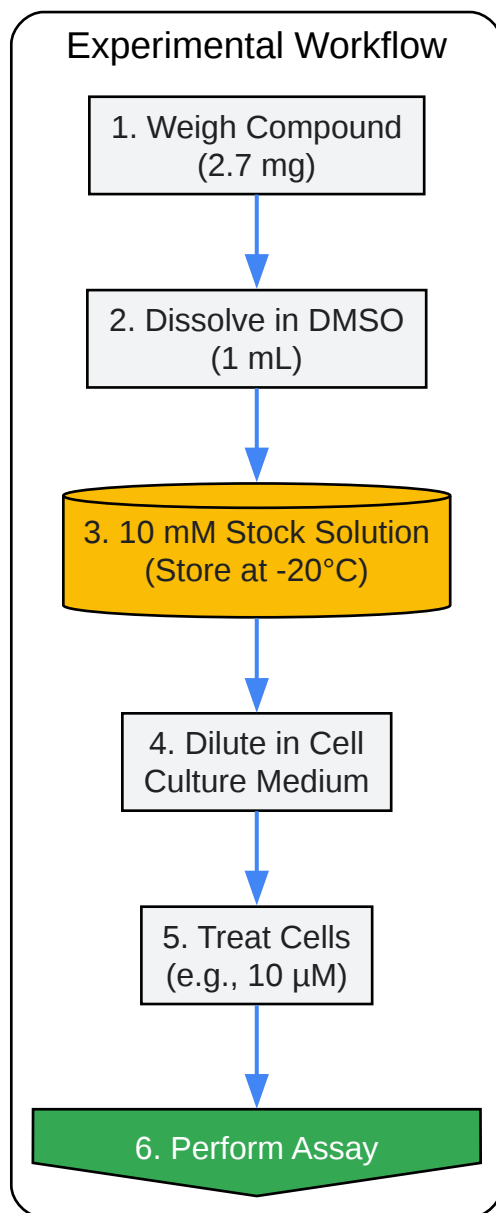 Experimental Workflow
1. Weigh Compound
(2.7 mg)
2. Dissolve in DMSO
(1 mL)
3. 10 mM Stock Solution
(Store at -20°C)
4. Dilute in Cell
Culture Medium
5. Treat Cells
(e.g., 10 µM)
6. Perform Assay